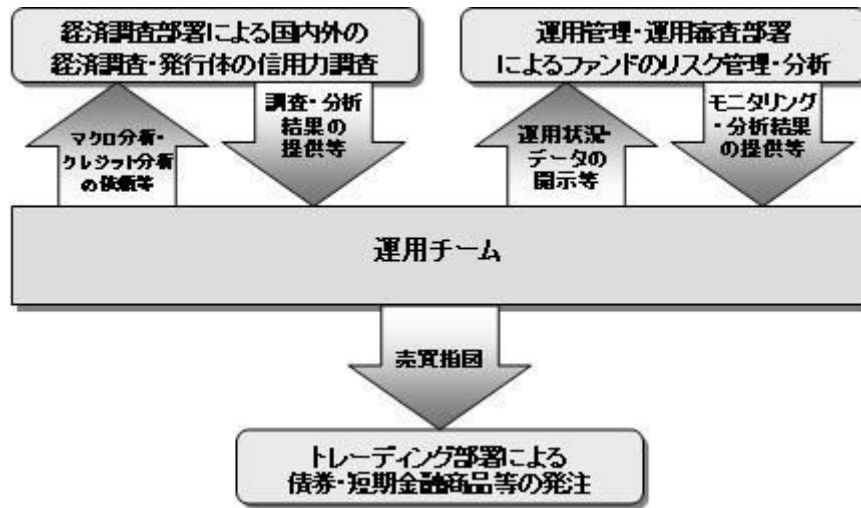 経済調査部署による国内外の
経済調査・発行体の信用力調査
運用管理・運用審査部署
によるファンドのリスク管理・分析
マクロ分析・
クレジット分析
の依頼等
調査・分析
結果の
提供等
運用状況・
データの
開示等
モニタリング
・分析結果
の提供等
運用チーム
売買指図
トレーディング部署による
債券・短期金融商品等の発注